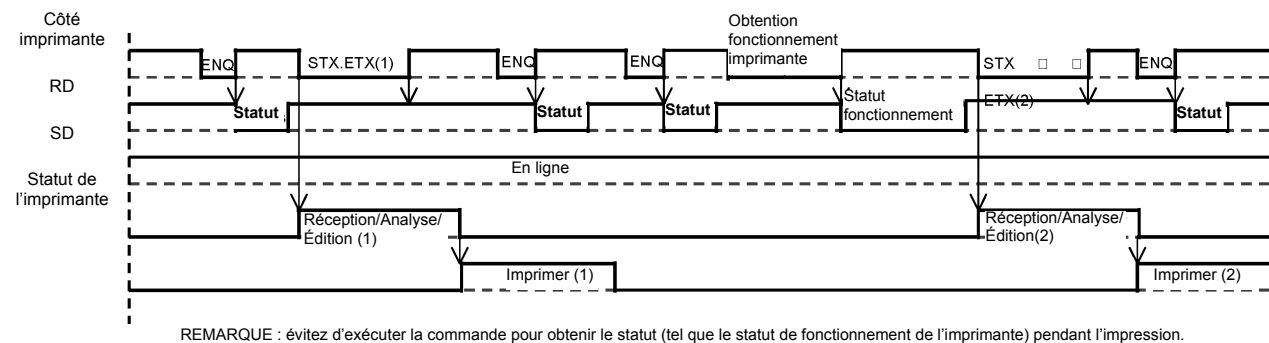 Côté
imprimante
Obtention
fonctionnement
imprimante
ENQ
STX.ETX(1)
ENQ
ENQ
STX □ □
ENQ
RD
Statut
Statut
Statut
Statut
fonctionnement
ETX(2)
Statut
SD
En ligne
Statut de
l’imprimante
Réception/Analyse/
Édition (1)
Réception/Analyse/
Édition(2)
Imprimer (1)
Imprimer (2)
REMARQUE : évitez d’exécuter la commande pour obtenir le statut (tel que le statut de fonctionnement de l’imprimante) pendant l’impression.